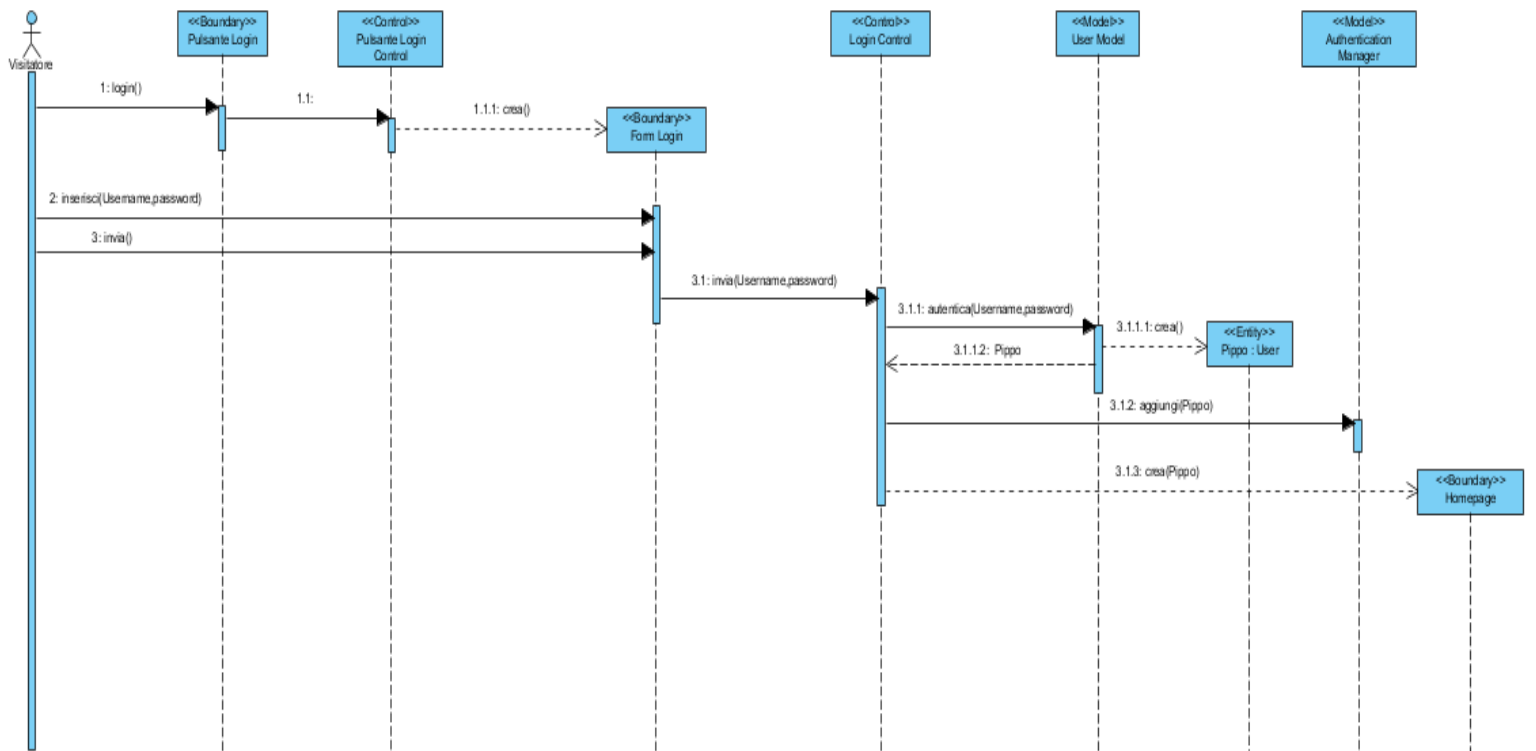 <<Boundary>>
Pulsante Login
<<Control>>
Pulsante Login
Control
<<Control>>
Login Control
<<Model>>
User Model
<<Model>>
Authentication
Manager
Visitatore
1: login()
1.1:
1.1.1: crea()
<<Boundary>>
Form Login
2: inserisci(Username,password)
3: invia()
3.1: invia(Username,password)
3.1.1: autentica(Username,password)
3.1.1.1: crea()
<<Entity>>
Pippo : User
3.1.1.2: Pippo
3.1.2: aggiungi(Pippo)
3.1.3: crea(Pippo)
<<Boundary>>
Homepage